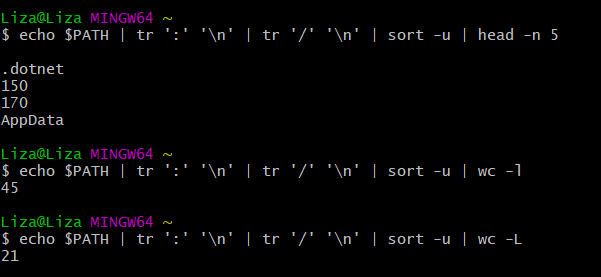 Liza@Liza MINGW64 ~
$ echo $PATH | tr ':' '\n' | tr '/' '\n' | sort -u | head -n 5
.dotnet
150
170
AppData
Liza@Liza MINGW64 ~
$ echo $PATH | tr ':' '\n' | tr '/' '\n' | sort -u | wc -l
45
Liza@Liza MINGW64 ~
$ echo $PATH | tr ':' '\n' | tr '/' '\n' | sort -u | wc -L
21